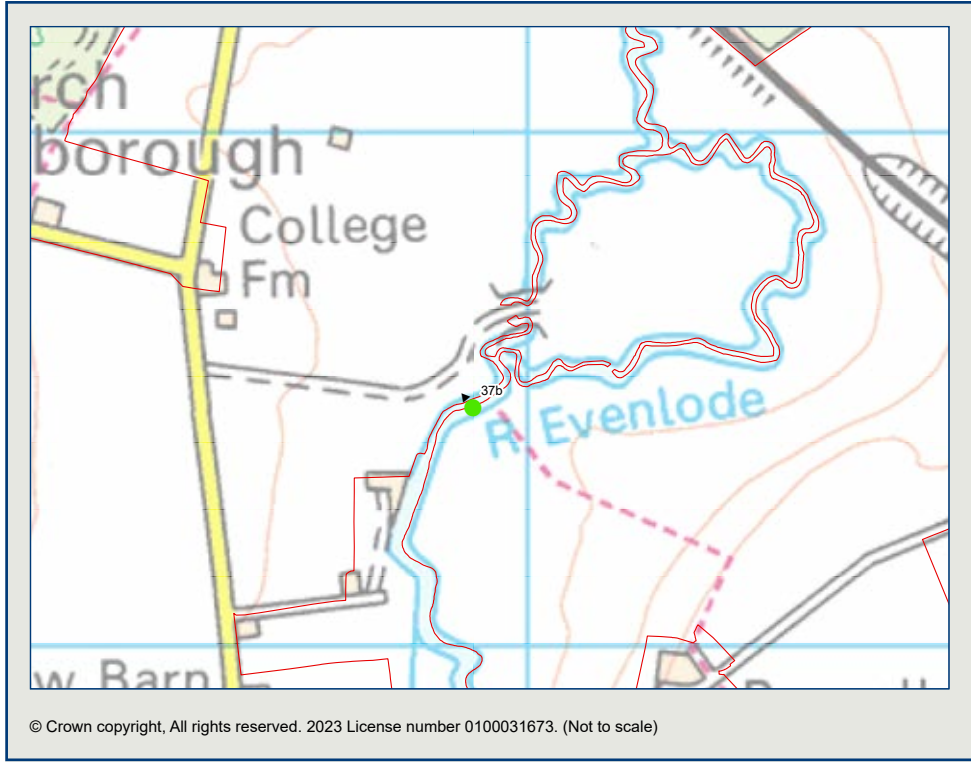 rch
borough
College
Fm
37b
R Evenlode
w Barn
© Crown copyright, All rights reserved. 2023 License number 0100031673. (Not to scale)